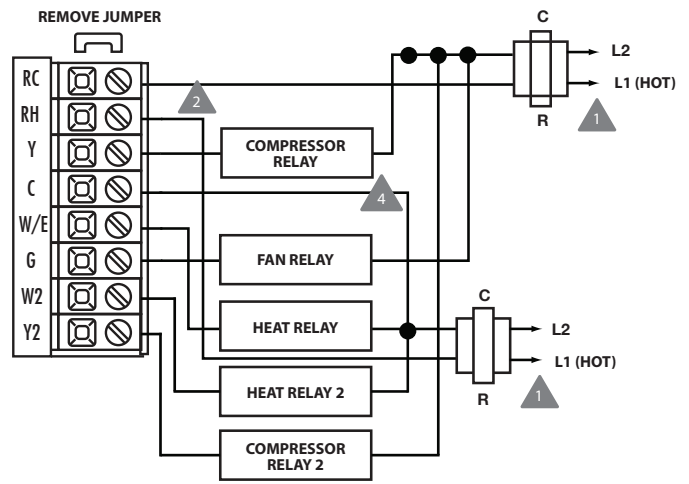 REMOVE JUMPER
C
L2
RC
L1 (HOT)
2
RH
R
1
Y
COMPRESSOR
RELAY
C
4
W/E
G
FAN RELAY
W2
C
HEAT RELAY
L2
Y2
L1 (HOT)
HEAT RELAY 2
R
1
COMPRESSOR
RELAY 2